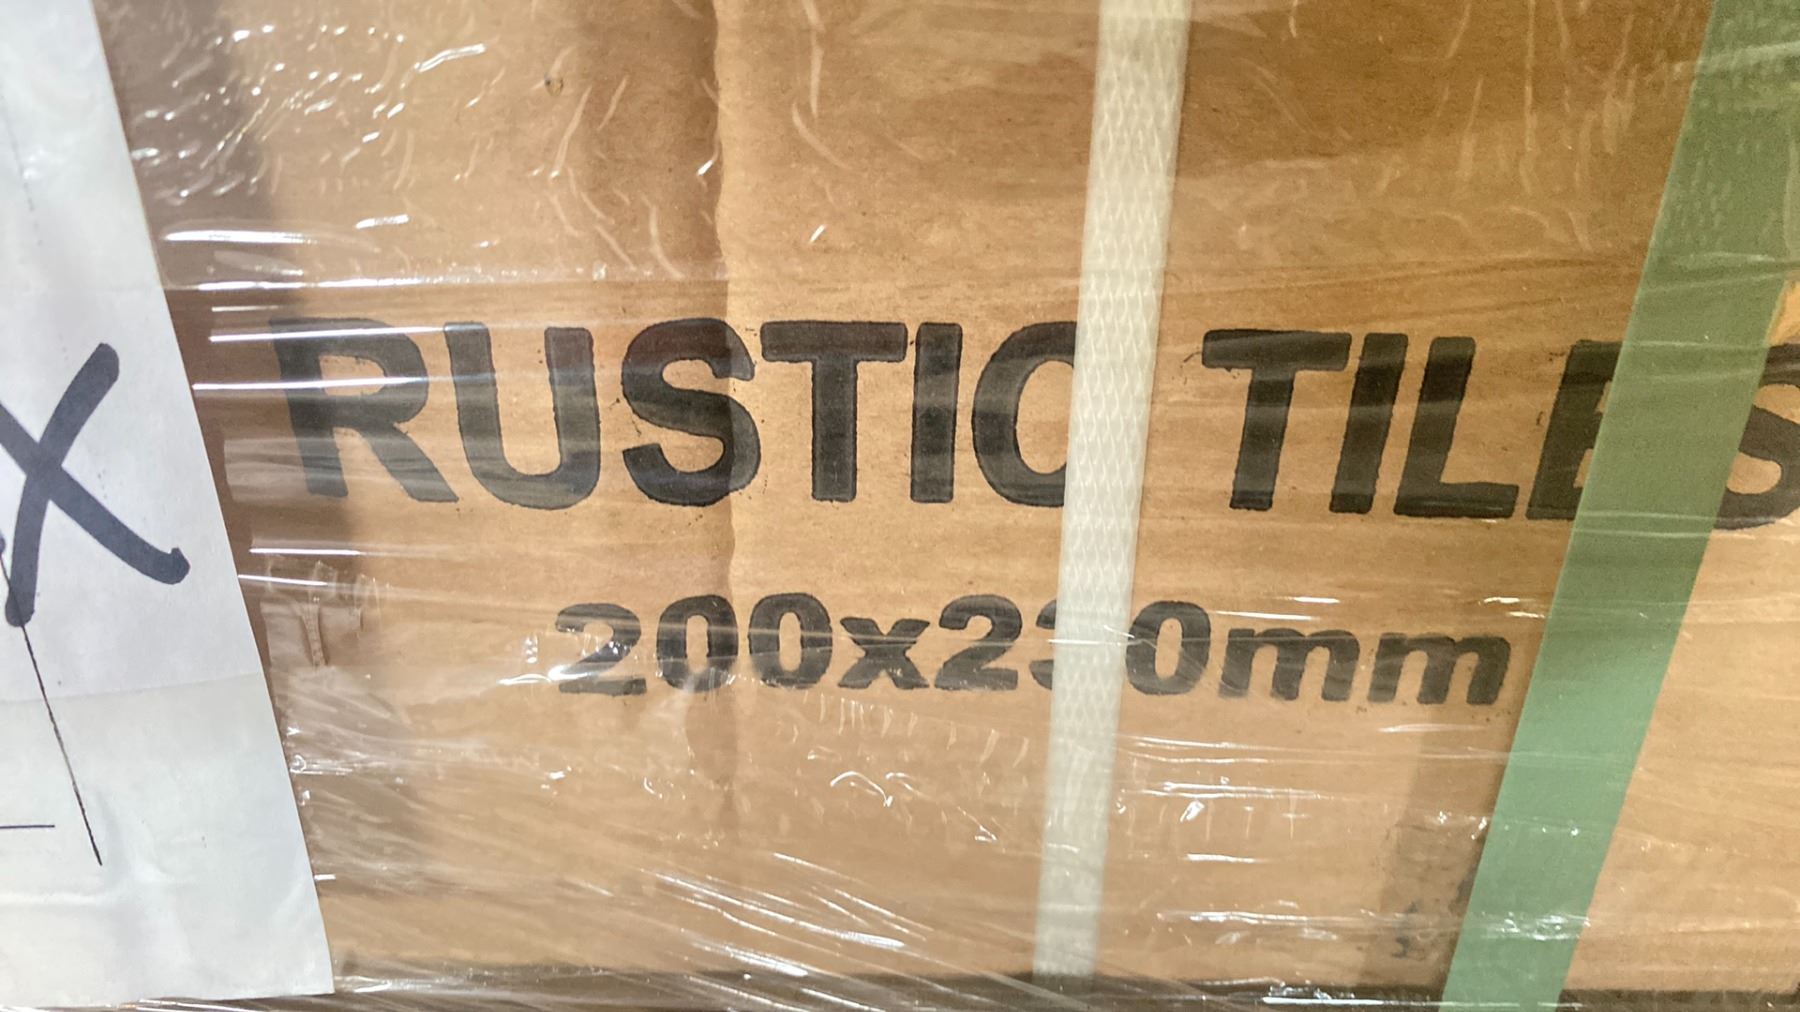 X
RUSTIC TILES
200x230mm